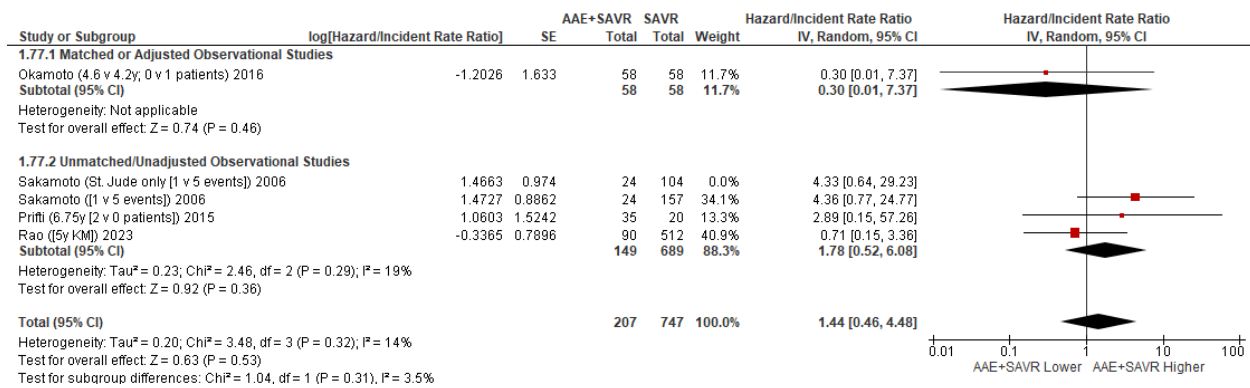 AAE+SAVR SAVR Hazard/Incident Rate Ratio Hazard/Incident Rate Ratio
Study or Subgroup log[Hazard/Incident Rate Ratio] SE Total Total Weight IV, Random, 95% CI IV, Random, 95% CI
1.77.1 Matched or Adjusted Observational Studies
Okamoto (4.6 v 4.2y; 0 v 1 patients) 2016 -1.2026 1.633 58 58 11.7% 0.30 [0.01, 7.37]
Subtotal (95% CI) 58 58 11.7% 0.30 [0.01, 7.37]
Heterogeneity: Not applicable
Test for overall effect: Z = 0.74 (P = 0.46)
1.77.2 Unmatched/Unadjusted Observational Studies
Sakamoto (St. Jude only [1 v 5 events]) 2006 1.4663 0.974 24 104 0.0% 4.33 [0.64, 29.23]
Sakamoto ([1 v 5 events]) 2006 1.4727 0.8862 24 157 34.1% 4.36 [0.77, 24.77]
Prifti (6.75y [2 v 0 patients) 2015 1.0603 1.5242 35 20 13.3% 2.89 [0.15, 57.26]
Rao ([5y KM]) 2023 -0.3365 0.7896 90 512 40.9% 0.71 [0.15, 3.36]
Subtotal (95% CI) 149 689 88.3% 1.78 [0.52, 6.08]
Heterogeneity: Tau² = 0.23; Chi² = 2.46, df = 2 (P = 0.29); I² = 19%
Test for overall effect: Z = 0.92 (P = 0.36)
Total (95% CI) 207 747 100.0% 1.44 [0.46, 4.48]
Heterogeneity: Tau² = 0.20; Chi² = 3.48, df = 3 (P = 0.32); I² = 14%
Test for overall effect: Z = 0.63 (P = 0.53)
Test for subgroup differences: Chi² = 1.04, df = 1 (P = 0.31), I² = 3.5%
0.01 0.1 1 10 100
AAE+SAVR Lower AAE+SAVR Higher